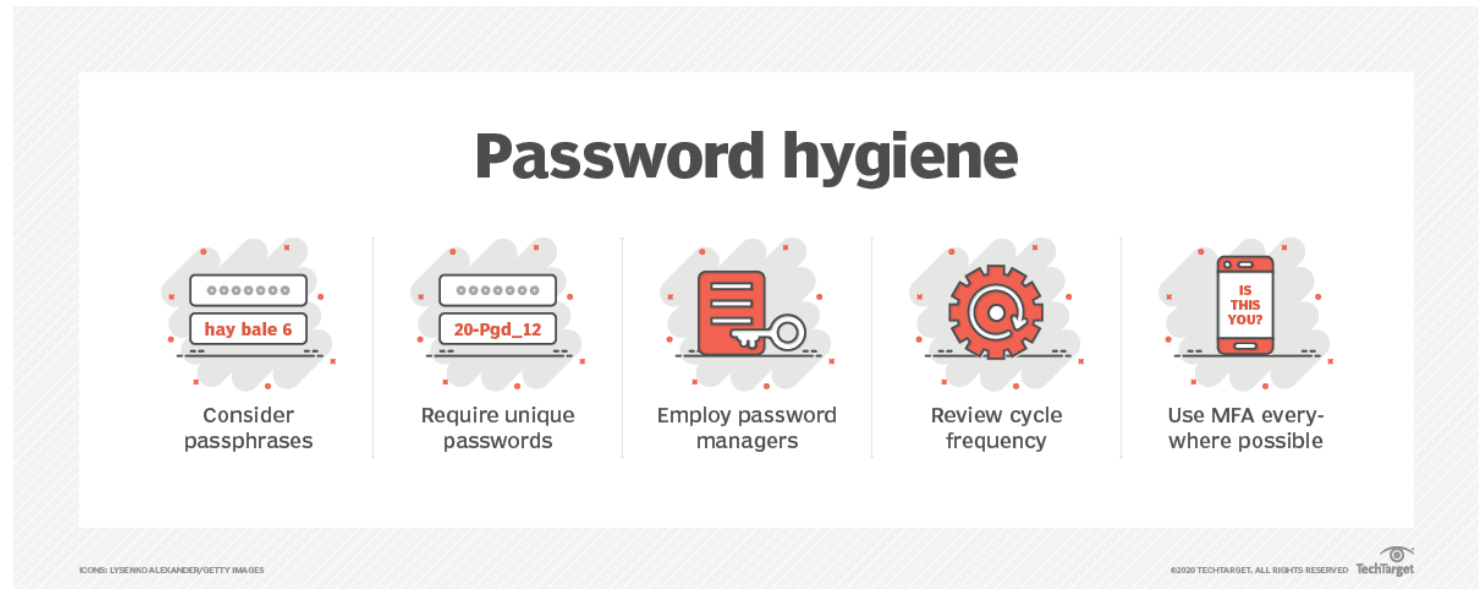 Password hygiene
hay bale 6
Consider
passphrases
20-Pgd_12
Require unique
passwords
Employ password
managers
Review cycle
frequency
IS
THIS
YOU?
Use MFA every-
where possible
ICONS: LYSENKO ALEXANDER/GETTY IMAGES
©2020 TECHTARGET. ALL RIGHTS RESERVED TechTarget